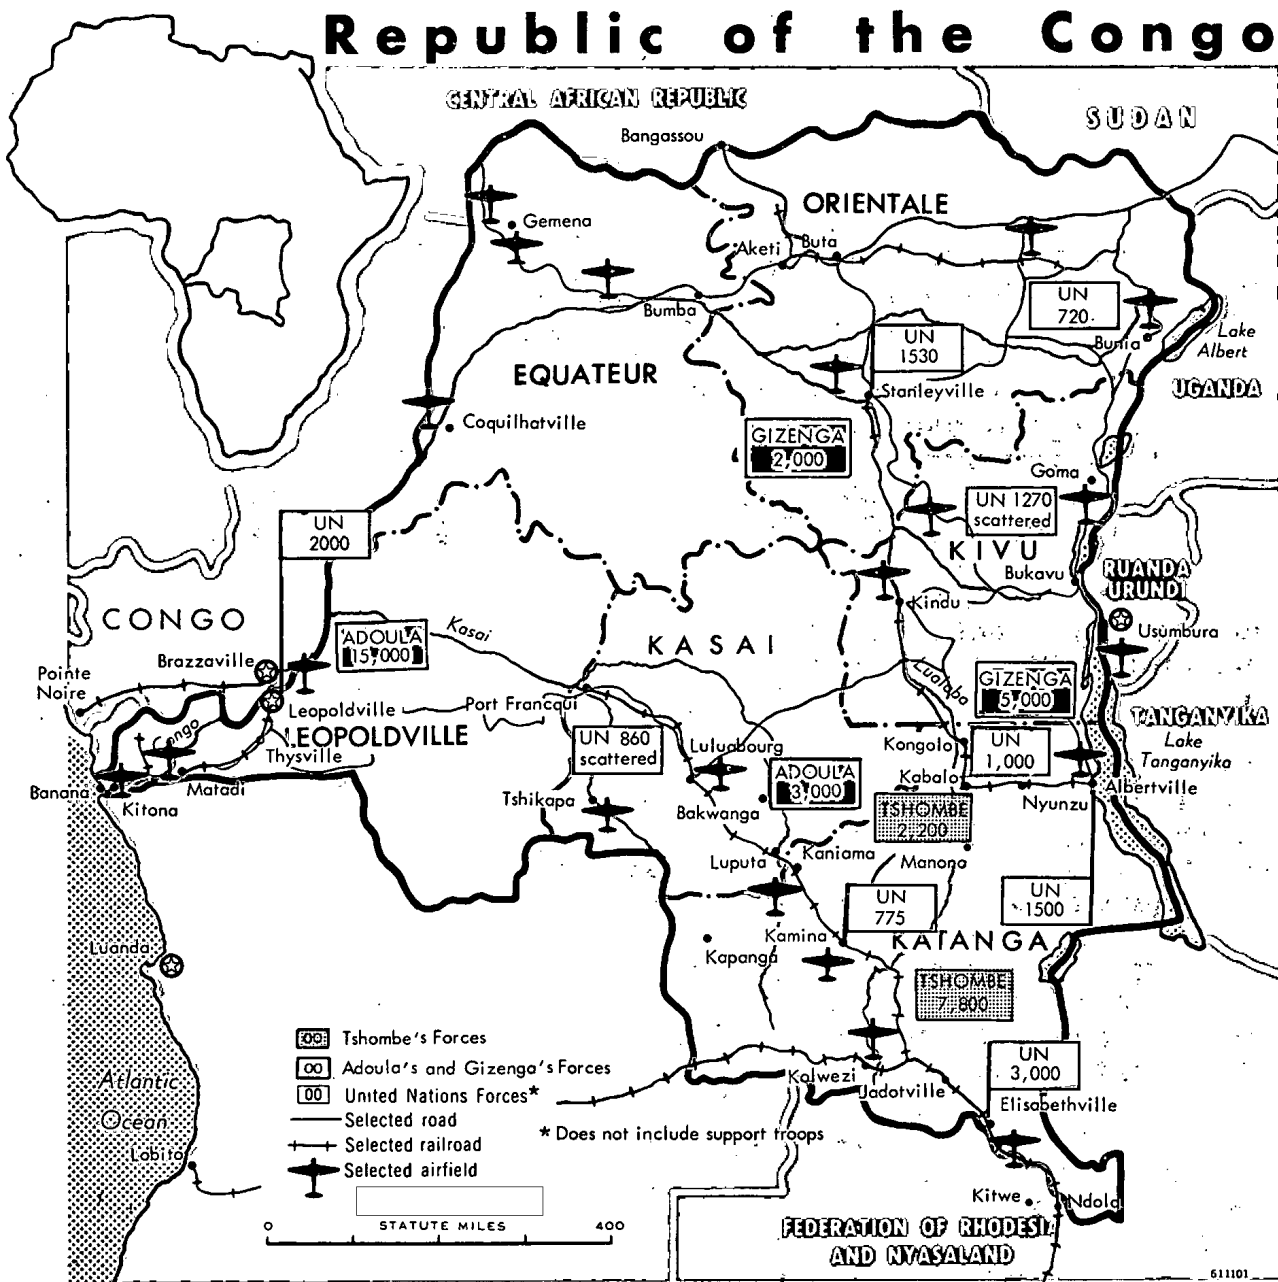 Republic of the Congo
CENTRAL AFRICAN REPUBLIC
SUDAN
Bangassou
ORIENTALE
Gemena
Aketi
Buta
Bumba
UN
720
Bunia
Lake
Albert
UN
1530
EQUATEUR
Stanleyville
UGANDA
Coquilhatville
GIZENGA
2,000
Goma
UN 1270
scattered
UN
2000
KIVU
Bukavu
RUANDA
URUNDI
Kindu
Usumbura
CONGO
ADOULA
15,000
Kasai
KASAI
Brazzaville
Pointe
Noire
Lualaba
GIZENGA
5,000
Leopoldville
Port Francqui
Congo
LEOPOLDVILLE
Thysville
TANGANYIKA
Lake
Tanganyika
UN 860
scattered
Luluabourg
Kongolo
UN
1,000
Kabalo
ADOULA
3,000
Banana
Kitona
Matadi
Tshikapa
Bakwanga
Nyunzu
Albertville
TSHOMBE
2,200
Luputa
Kaniama
Manono
UN
775
UN
1500
Kamina
KATANGA
Kapanga
Luanda
TSHOMBE
7,800
Tshombe's Forces
Adoula's and Gizenga's Forces
United Nations Forces*
Selected road
Selected railroad
Selected airfield
* Does not include support troops
Kolwezi
Jadotville
UN
3,000
Elisabethville
Atlantic
Ocean
Lobito
Kitwe
Ndola
0 STATUTE MILES 400
FEDERATION OF RHODESIA
AND NYASALAND
611101